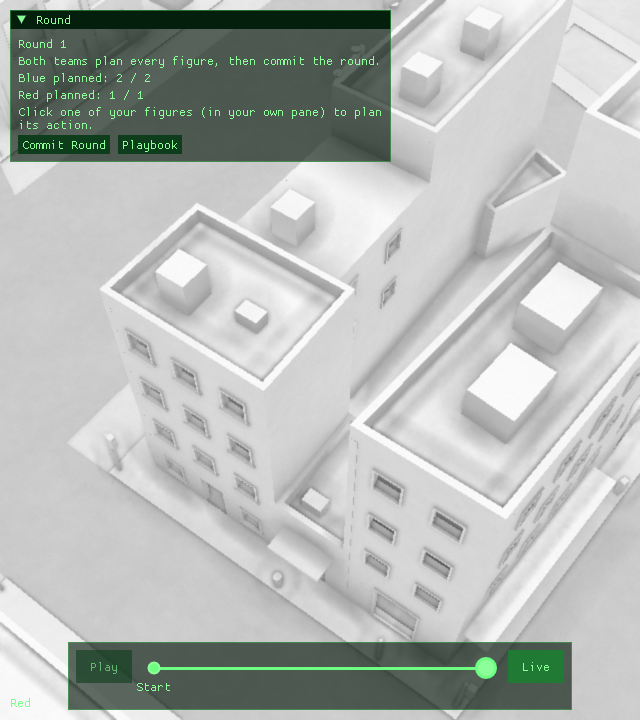 Round
Round 1
Both teams plan every figure, then commit the round.
Blue planned: 2 / 2
Red planned: 1 / 1
Click one of your figures (in your own pane) to plan
its action.
Commit Round
Playbook
Play
Live
Start
Red